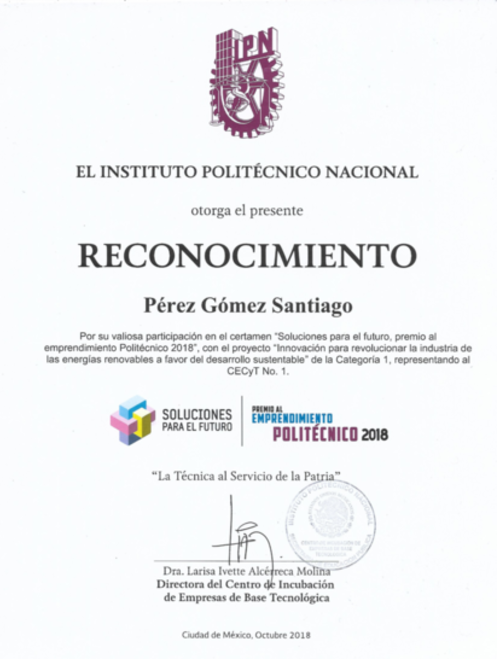 IPN
EL INSTITUTO POLITÉCNICO NACIONAL
otorga el presente
RECONOCIMIENTO
Pérez Gómez Santiago
Por su valiosa participación en el certamen "Soluciones para el futuro, premio al
emprendimiento Politécnico 2018", con el proyecto "Innovación para revolucionar la industria de
las energías renovables a favor del desarrollo sustentable" de la Categoría 1, representando al
CECyT No. 1.
SOLUCIONES
PARA EL FUTURO
PREMIO AL
EMPRENDIMIENTO
POLITÉCNICO 2018
"La Técnica al Servicio de la Patria"
INSTITUTO POLITÉCNICO NACIONAL
Dra. Larisa Ivette Alcérreca Molina
Directora del Centro de Incubación
de Empresas de Base Tecnológica
Ciudad de México, Octubre 2018